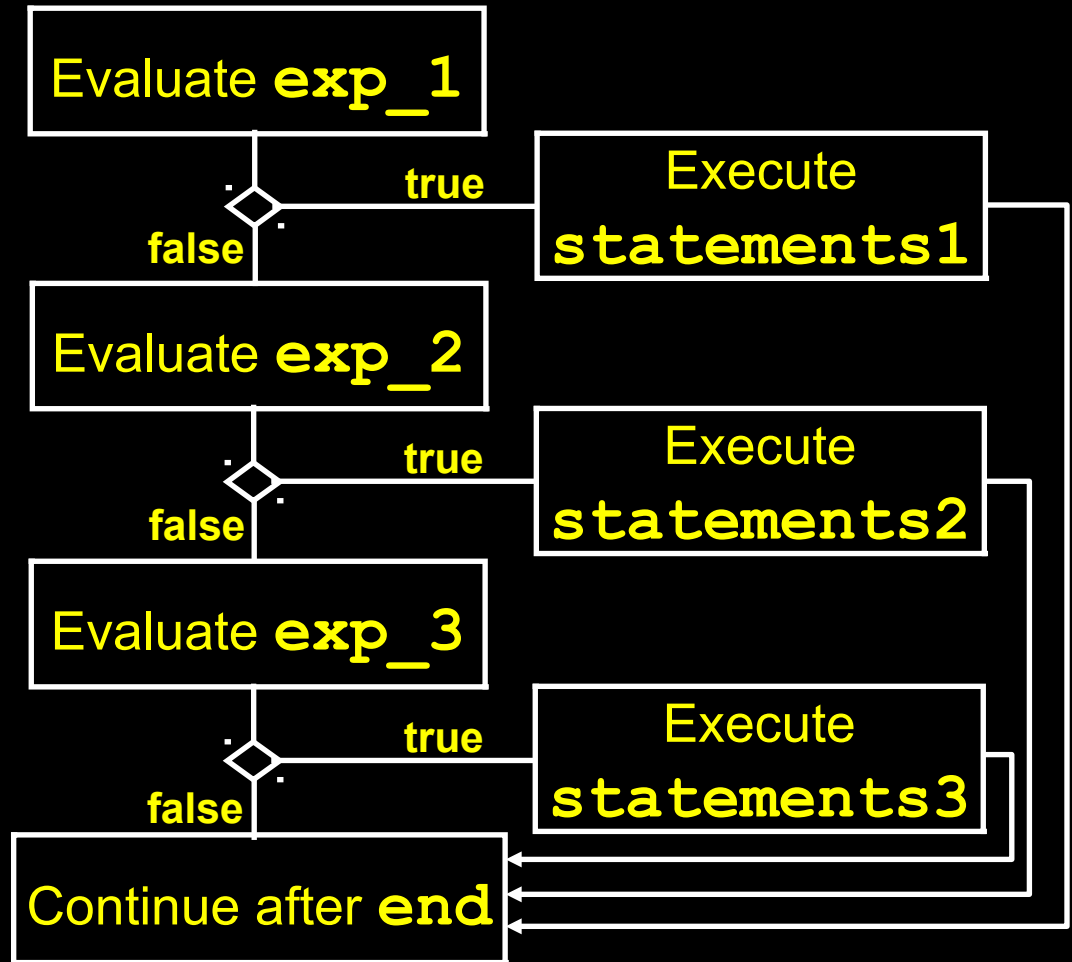 Evaluate exp_1
true
Execute
statements1
false
Evaluate exp_2
true
Execute
statements2
false
Evaluate exp_3
true
Execute
statements3
false
Continue after end